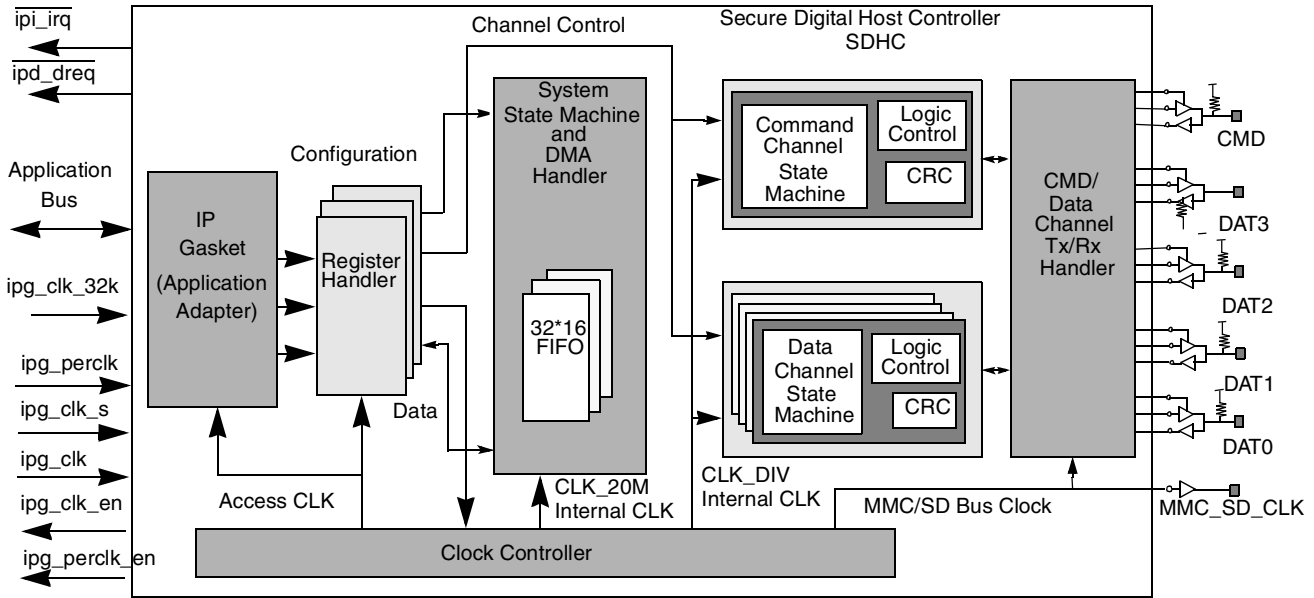 ipi_irq
ipd_dreq
Application
Bus
ipg_clk_32k
ipg_perclk
ipg_clk_s
ipg_clk
ipg_clk_en
ipg_perclk_en
Channel Control
Secure Digital Host Controller
SDHC
IP
Gasket
(Application
Adapter)
Configuration
Register
Handler
Data
System
State Machine
and
DMA
Handler
32*16
FIFO
Command
Channel
State
Machine
Logic
Control
CRC
Data
Channel
State
Machine
Logic
Control
CRC
CMD/
Data
Channel
Tx/Rx
Handler
CMD
DAT3
DAT2
DAT1
DAT0
MMC_SD_CLK
Access CLK
CLK_20M
Internal CLK
CLK_DIV
Internal CLK
MMC/SD Bus Clock
Clock Controller